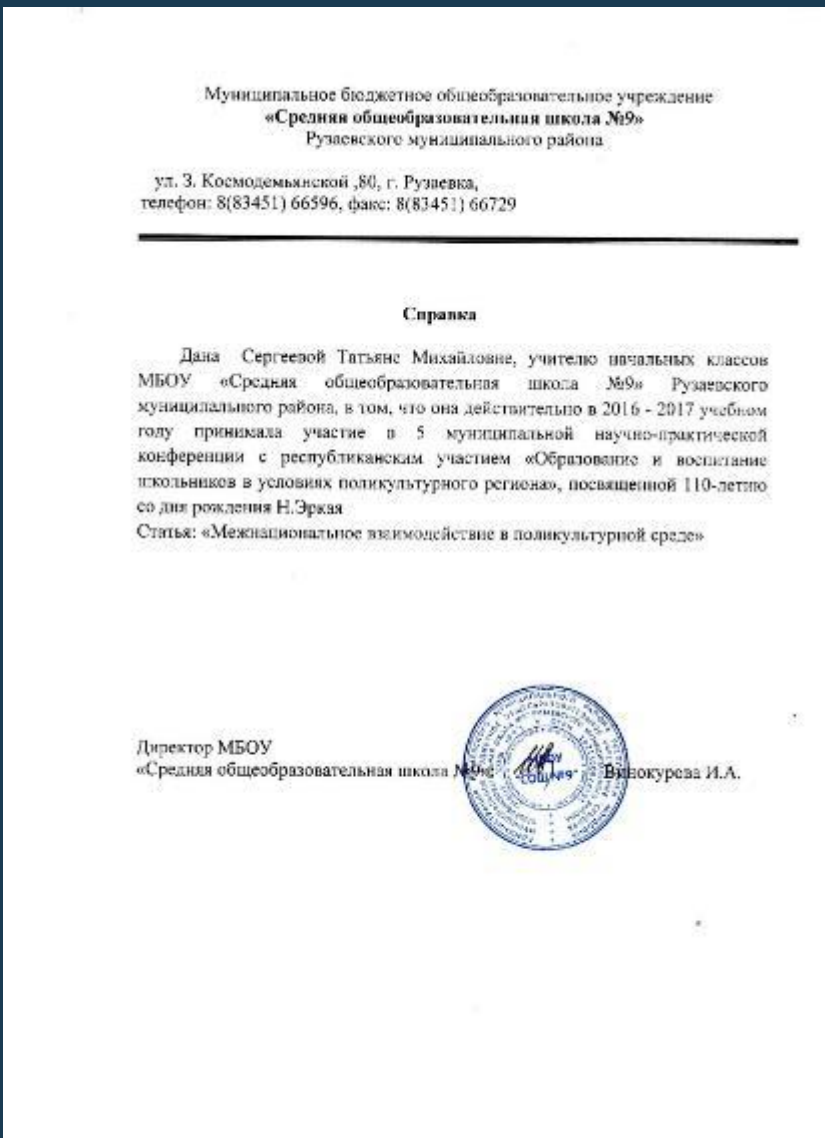 Муниципальное бюджетное общеобразовательное учреждение
«Средняя общеобразовательная школа №9»
Рузаевского муниципального района
ул. З. Космодемьянской ,80, г. Рузаевка,
телефон: 8(83451) 66596, факс: 8(83451) 66729
Справка
Дана Сергеевой Татьяне Михайловне, учителю начальных классов
МБОУ «Средняя общеобразовательная школа №9» Рузаевского
муниципального района, в том, что она действительно в 2016 - 2017 учебном
году принимала участие в 5 муниципальной научно-практической
конференции с республиканским участием «Образование и воспитание
школьников в условиях поликультурного региона», посвященной 110-летию
со дня рождения Н.Эркая
Статья: «Межнациональное взаимодействие в поликультурной среде»
Директор МБОУ
«Средняя общеобразовательная школа №9»: Винокурова И.А.